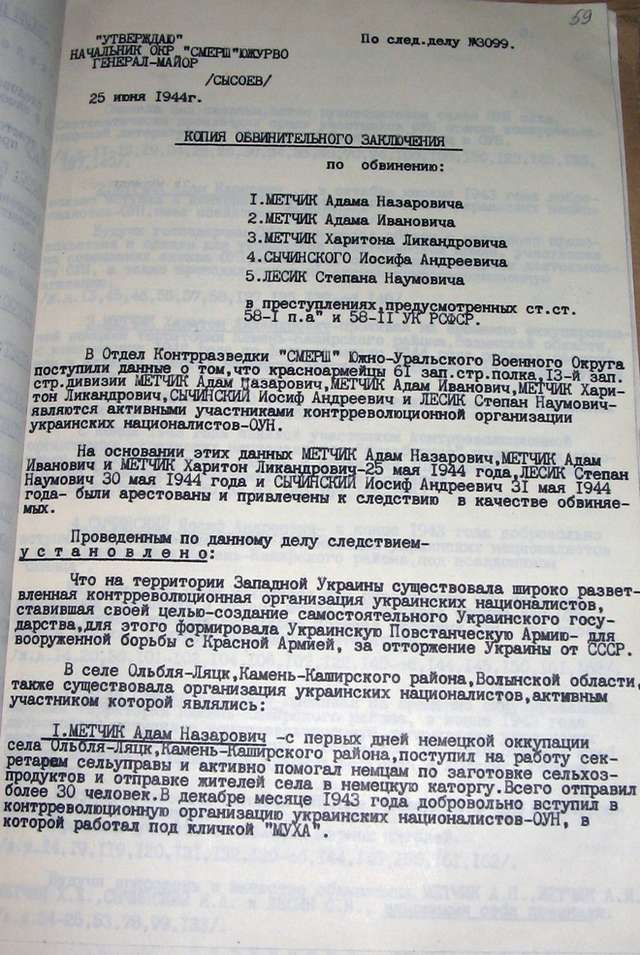 59
"УТВЕРЖДАЮ"
НАЧАЛЬНИК ОКР "СМЕРШ"ЮЖУРВО
ГЕНЕРАЛ-МАЙОР
/СЫСОЕВ/
25 июня 1944г.
По след.делу №3099.
КОПИЯ ОБВИНИТЕЛЬНОГО ЗАКЛЮЧЕНИЯ
по обвинению:
1.МЕТЧИК Адама Назаровича
2.МЕТЧИК Адама Ивановича
3.МЕТЧИК Харитона Ликандровича
4.СЫЧИНСКОГО Иосифа Андреевича
5.ЛЕСИК Степана Наумовича
в преступлениях,предусмотренных ст.ст.
58-I п.а" и 58-II УК РСФСР.
В Отдел Контрразведки "СМЕРШ" Южно-Уральского Военного Округа
поступили данные о том,что красноармейцы 61 зап.стр.полка,13-й зап.
стр.дивизии МЕТЧИК Адам Назарович,МЕТЧИК Адам Иванович,МЕТЧИК Хари-
тон Ликандрович,СЫЧИНСКИЙ Иосиф Андреевич и ЛЕСИК Степан Наумович-
являются активными участниками контрреволюционной организации
украинских националистов-ОУН.
На основании этих данных МЕТЧИК Адам Назарович,МЕТЧИК Адам
Иванович и МЕТЧИК Харитон Ликандрович-25 мая 1944 года,ЛЕСИК Степан
Наумович 30 мая 1944 года и СЫЧИНСКИЙ Иосиф Андреевич 31 мая 1944
года- были арестованы и привлечены к следствию в качестве обвиняе-
мых.
Проведенным по данному делу следствием-
установлено:
Что на территории Западной Украины существовала широко развет-
вленная контрреволюционная организация украинских националистов,
ставившая своей целью-создание самостоятельного Украинского госу-
дарства,для этого формировала Украинскую Повстанческую Армию- для
вооруженной борьбы с Красной Армией, за отторжение Украины от СССР.
В селе Ольбля-Ляцк,Камень-Каширского района,Волынской области,
также существовала организация украинских националистов,активным
участником которой являлись:
1.МЕТЧИК Адам Назарович -с первых дней немецкой оккупации
села Ольбля-Ляцк,Камень-Каширского района,поступил на работу сек-
ретарем сельуправы и активно помогал немцам по заготовке сельхоз-
продуктов и отправке жителей села в немецкую каторгу.Всего отправил
более 30 человек.В декабре месяце 1943 года добровольно вступил в
контрреволюционную организацию украинских националистов-ОУН, в
которой работал под кличкой "МУХА".